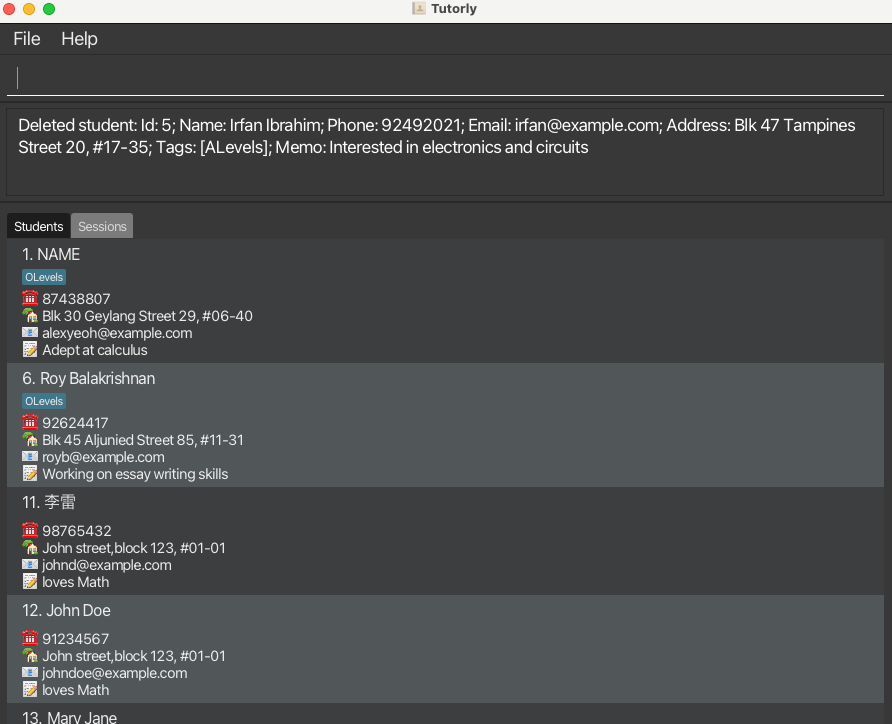 Tutorly
File Help
Deleted student: Id: 5; Name: Irfan Ibrahim; Phone: 92492021; Email: irfan@example.com; Address: Blk 47 Tampines
Street 20, #17-35; Tags: [ALevels]; Memo: Interested in electronics and circuits
Students Sessions
1. NAME
OLevels
87438807
Blk 30 Geylang Street 29, #06-40
alexyeoh@example.com
Adept at calculus
6. Roy Balakrishnan
OLevels
92624417
Blk 45 Aljunied Street 85, #11-31
royb@example.com
Working on essay writing skills
11. 李雷
98765432
John street,block 123, #01-01
johnd@example.com
loves Math
12. John Doe
91234567
John street,block 123, #01-01
johndoe@example.com
loves Math
13. Mary Jane